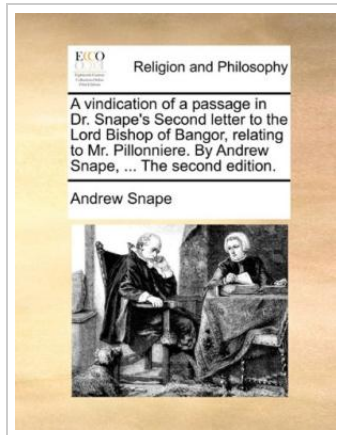 ECCO
Religion and Philosophy
A vindication of a passage in
Dr. Snape's Second letter to the
Lord Bishop of Bangor, relating
to Mr. Pillonniere. By Andrew
Snape, ... The second edition.
Andrew Snape